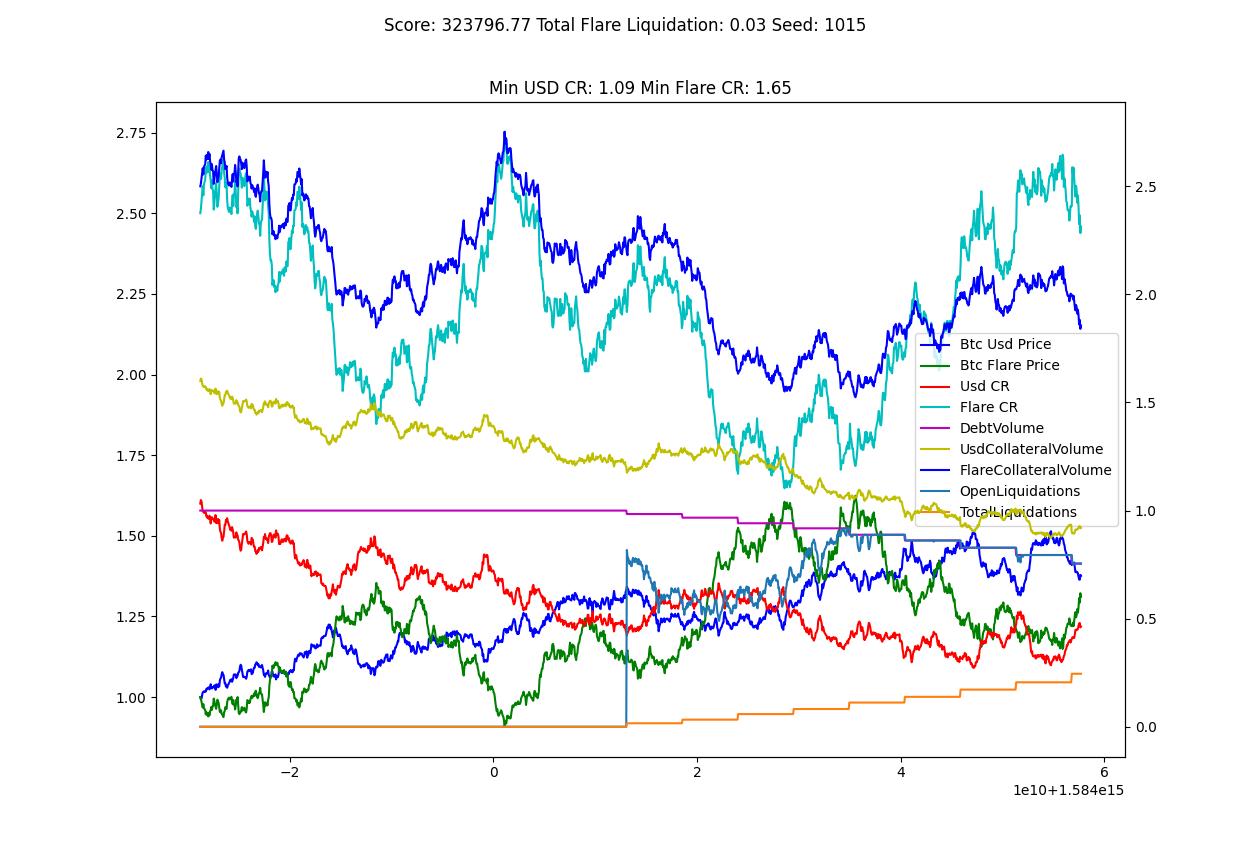 Score: 323796.77 Total Flare Liquidation: 0.03 Seed: 1015
Min USD CR: 1.09 Min Flare CR: 1.65
2.75
2.50
2.25
2.00
1.75
1.50
1.25
1.00
2.5
2.0
1.5
1.0
0.5
0.0
Btc Usd Price
Btc Flare Price
Usd CR
Flare CR
DebtVolume
UsdCollateralVolume
FlareCollateralVolume
OpenLiquidations
TotalLiquidations
−2 0 2 4 6
1e10+1.584e15